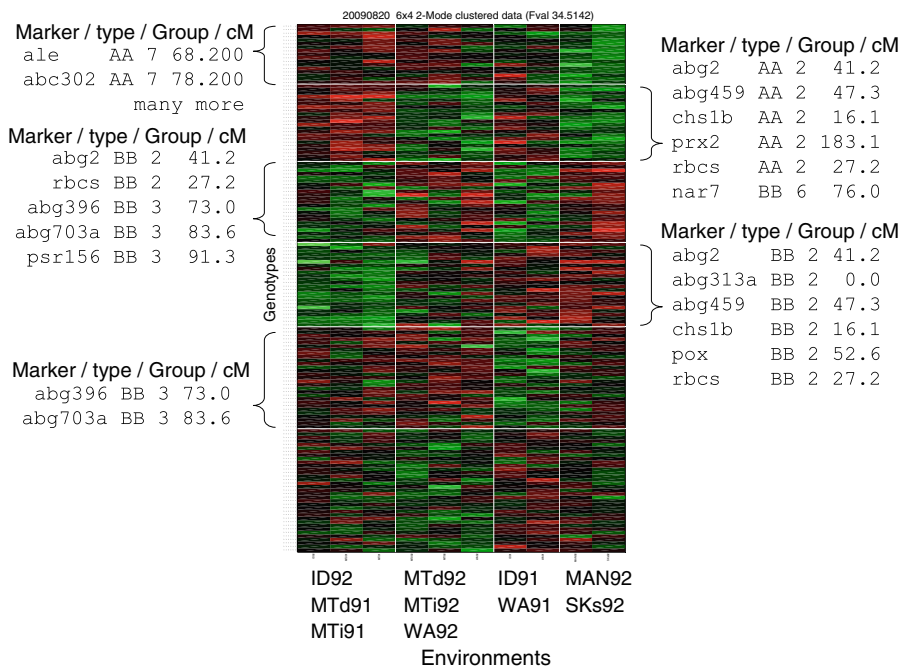 20090820 6x4 2-Mode clustered data (Fval 34.5142)
Marker / type / Group / cM
ale AA 7 68.200
abc302 AA 7 78.200
many more
Marker / type / Group / cM
abg2 BB 2 41.2
rbcs BB 2 27.2
abg396 BB 3 73.0
abg703a BB 3 83.6
psr156 BB 3 91.3
Marker / type / Group / cM
abg396 BB 3 73.0
abg703a BB 3 83.6
Genotypes
Marker / type / Group / cM
abg2 AA 2 41.2
abg459 AA 2 47.3
chs1b AA 2 16.1
prx2 AA 2 183.1
rbcs AA 2 27.2
nar7 BB 6 76.0
Marker / type / Group / cM
abg2 BB 2 41.2
abg313a BB 2 0.0
abg459 BB 2 47.3
chs1b BB 2 16.1
pox BB 2 52.6
rbcs BB 2 27.2
ID92 MTd92 ID91 MAN92
MTd91 MTi92 WA91 SKs92
MTi91 WA92
Environments